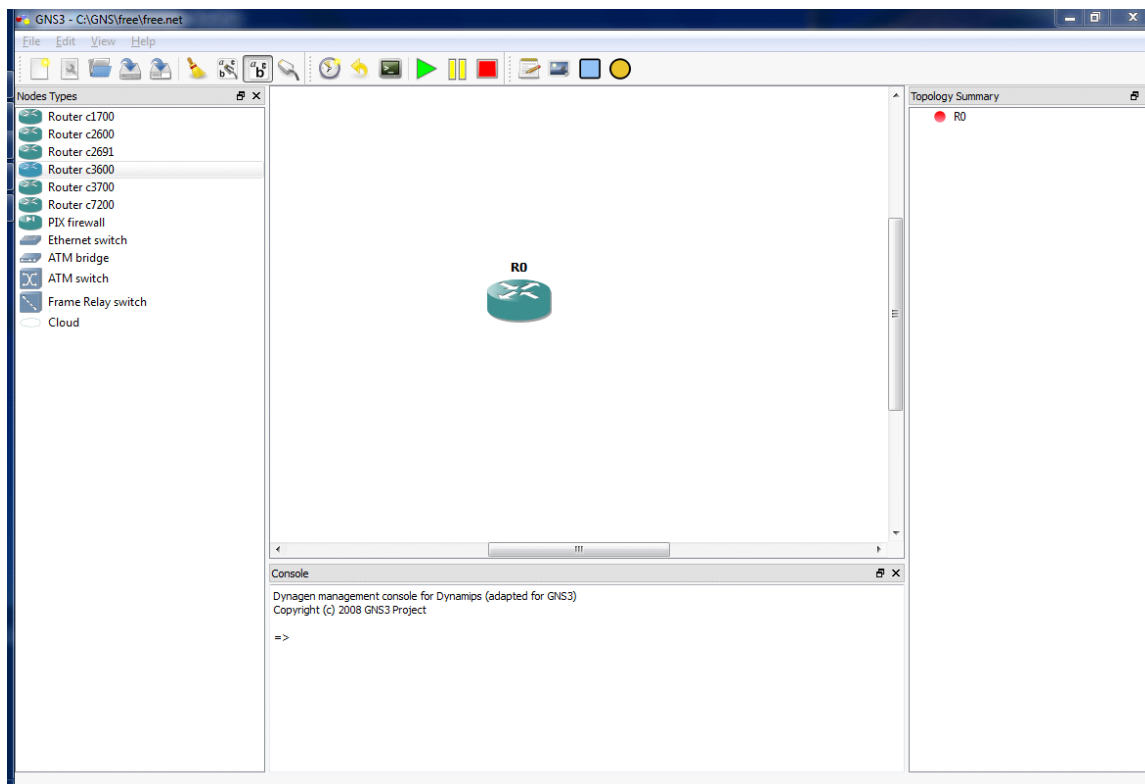 GNS3 - C:\GNS\free\free.net
File Edit View Help
Nodes Types
Router c1700
Router c2600
Router c2691
Router c3600
Router c3700
Router c7200
PIX firewall
Ethernet switch
ATM bridge
ATM switch
Frame Relay switch
Cloud
R0
Topology Summary
R0
Console
Dynagen management console for Dynamips (adapted for GNS3)
Copyright (c) 2008 GNS3 Project
=>